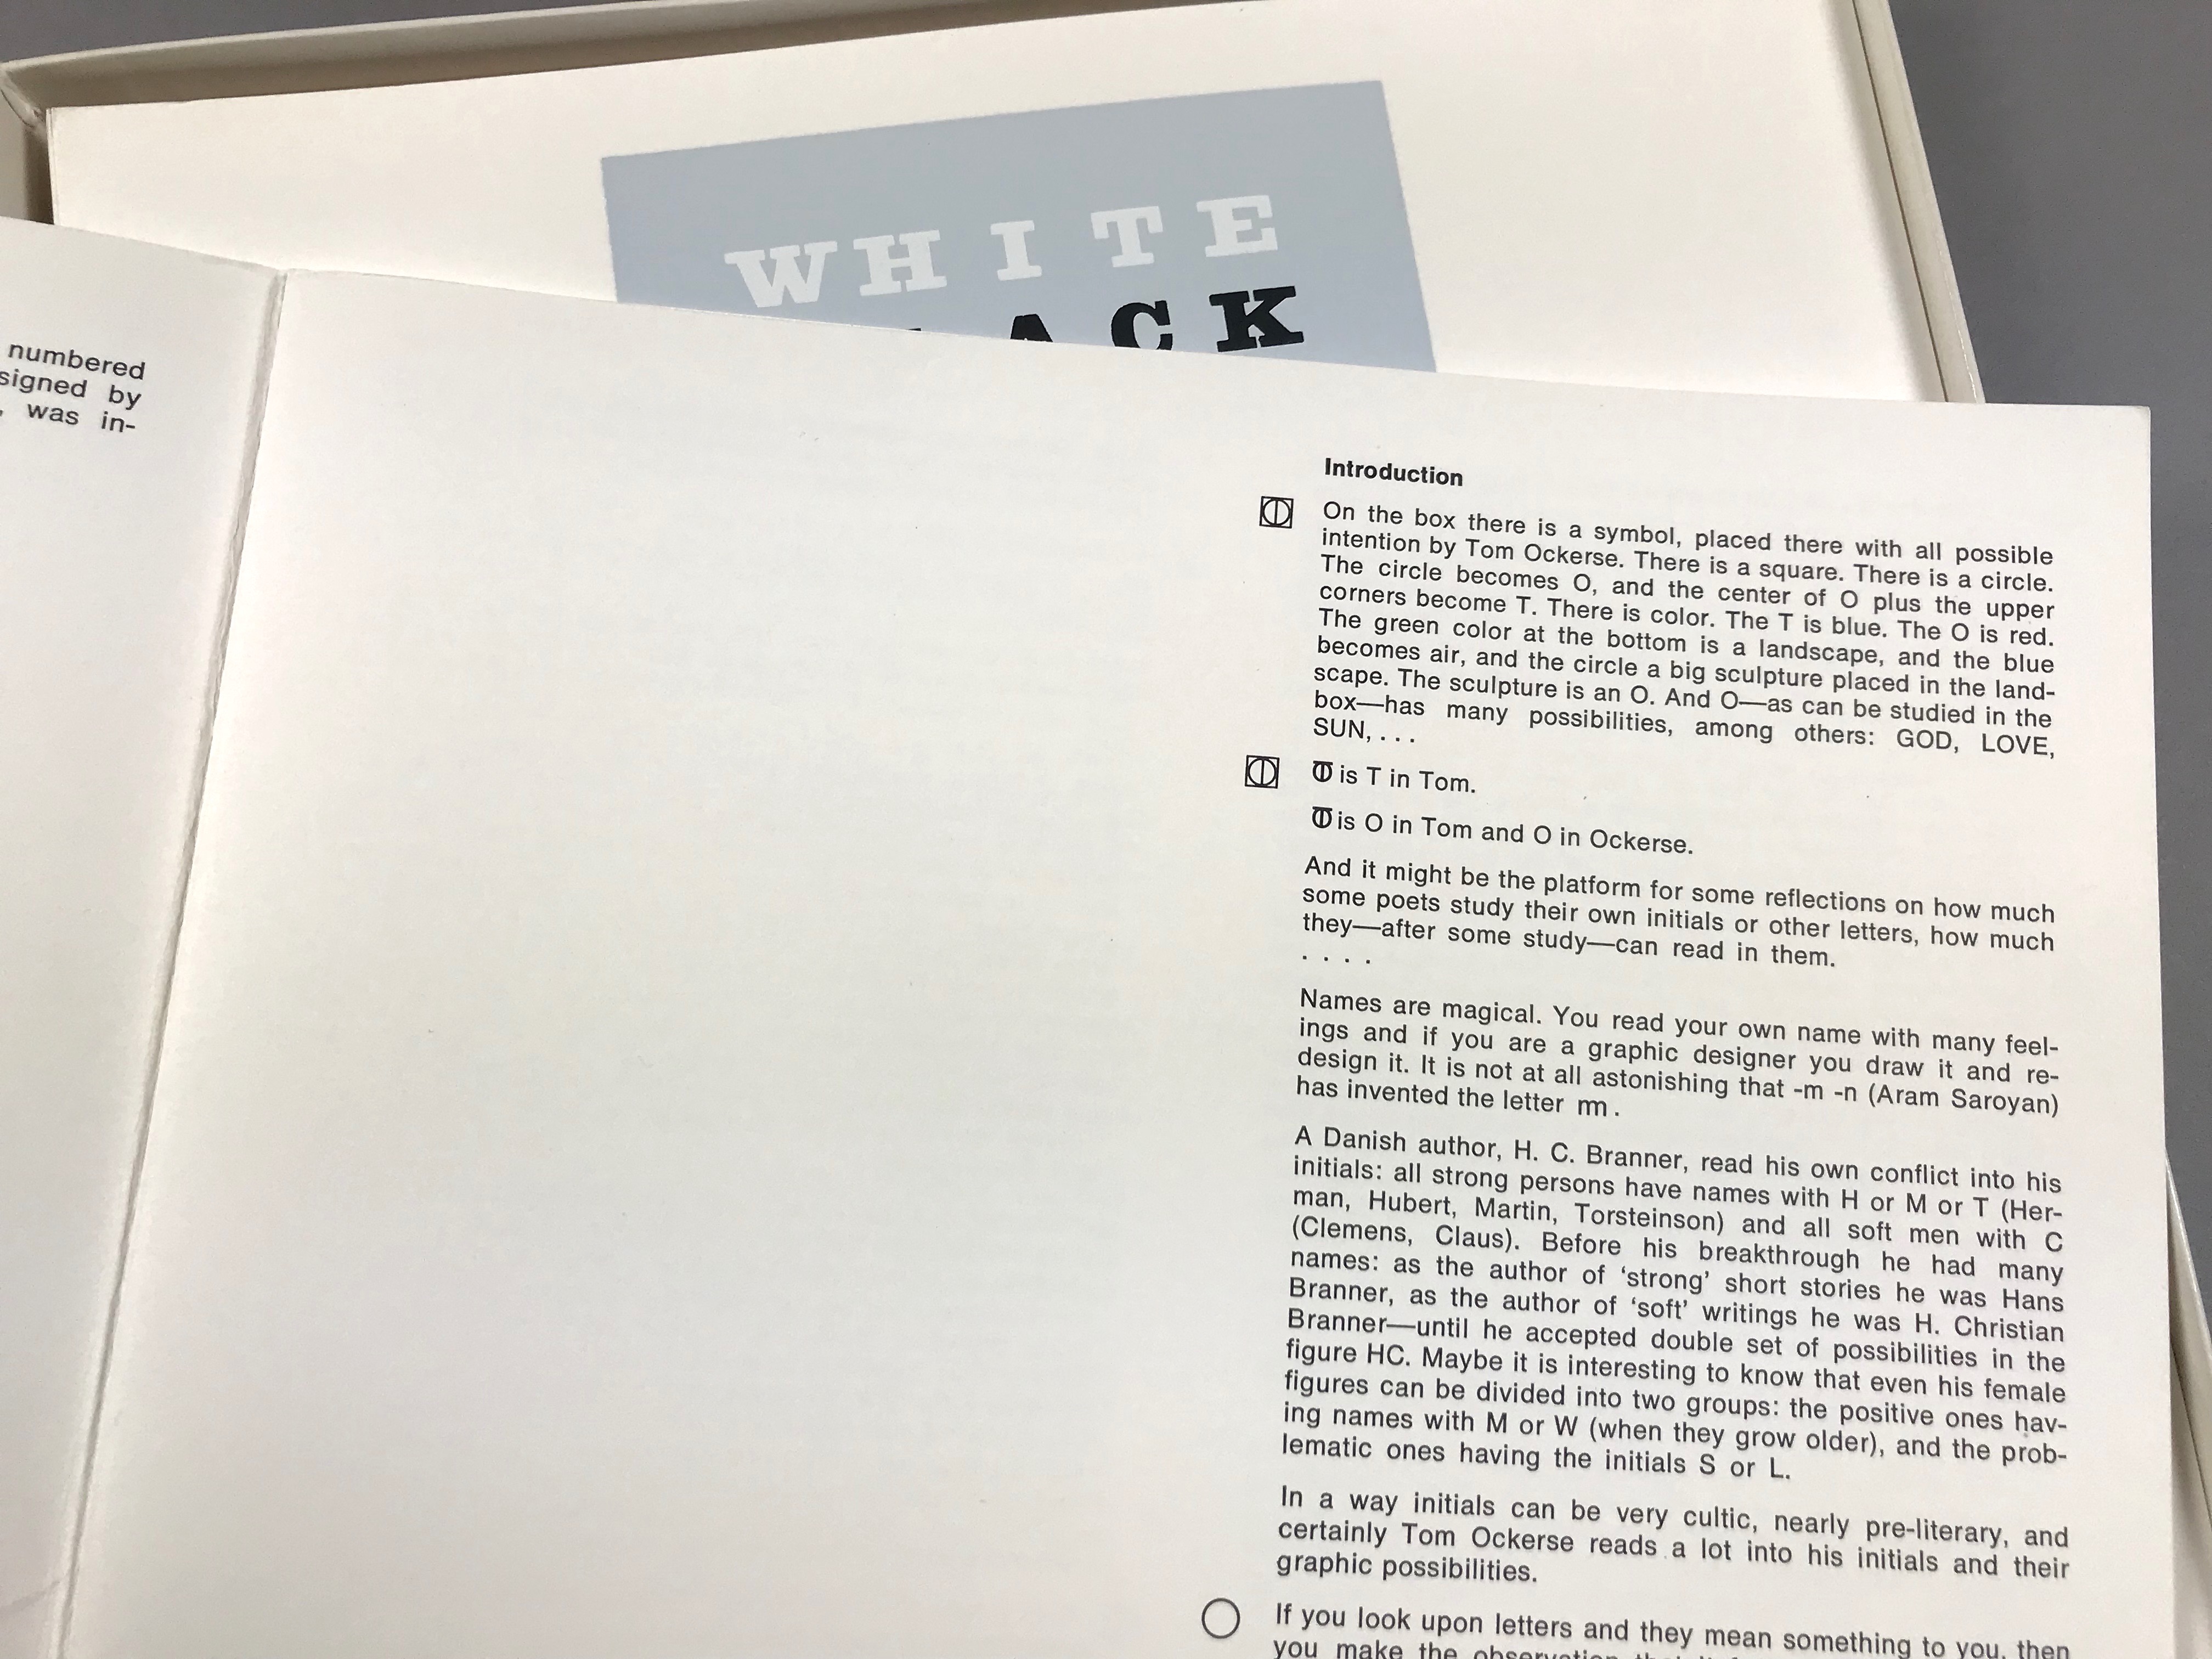 WHITE
ACK
numbered
signed by
, was in-
Introduction
On the box there is a symbol, placed there with all possible
intention by Tom Ockerse. There is a square. There is a circle.
The circle becomes O, and the center of O plus the upper
corners become T. There is color. The T is blue. The O is red.
The green color at the bottom is a landscape, and the blue
becomes air, and the circle a big sculpture placed in the land-
scape. The sculpture is an O. And O—as can be studied in the
box—has many possibilities, among others: GOD, LOVE,
SUN, . . .
is T in Tom.
is O in Tom and O in Ockerse.
And it might be the platform for some reflections on how much
some poets study their own initials or other letters, how much
they—after some study—can read in them.
. . . .
Names are magical. You read your own name with many feel-
ings and if you are a graphic designer you draw it and re-
design it. It is not at all astonishing that -m -n (Aram Saroyan)
has invented the letter .
A Danish author, H. C. Branner, read his own conflict into his
initials: all strong persons have names with H or M or T (Her-
man, Hubert, Martin, Torsteinson) and all soft men with C
(Clemens, Claus). Before his breakthrough he had many
names: as the author of ‘strong’ short stories he was Hans
Branner, as the author of ‘soft’ writings he was H. Christian
Branner—until he accepted double set of possibilities in the
figure HC. Maybe it is interesting to know that even his female
figures can be divided into two groups: the positive ones hav-
ing names with M or W (when they grow older), and the prob-
lematic ones having the initials S or L.
In a way initials can be very cultic, nearly pre-literary, and
certainly Tom Ockerse reads a lot into his initials and their
graphic possibilities.
If you look upon letters and they mean something to you, then
you make the observation